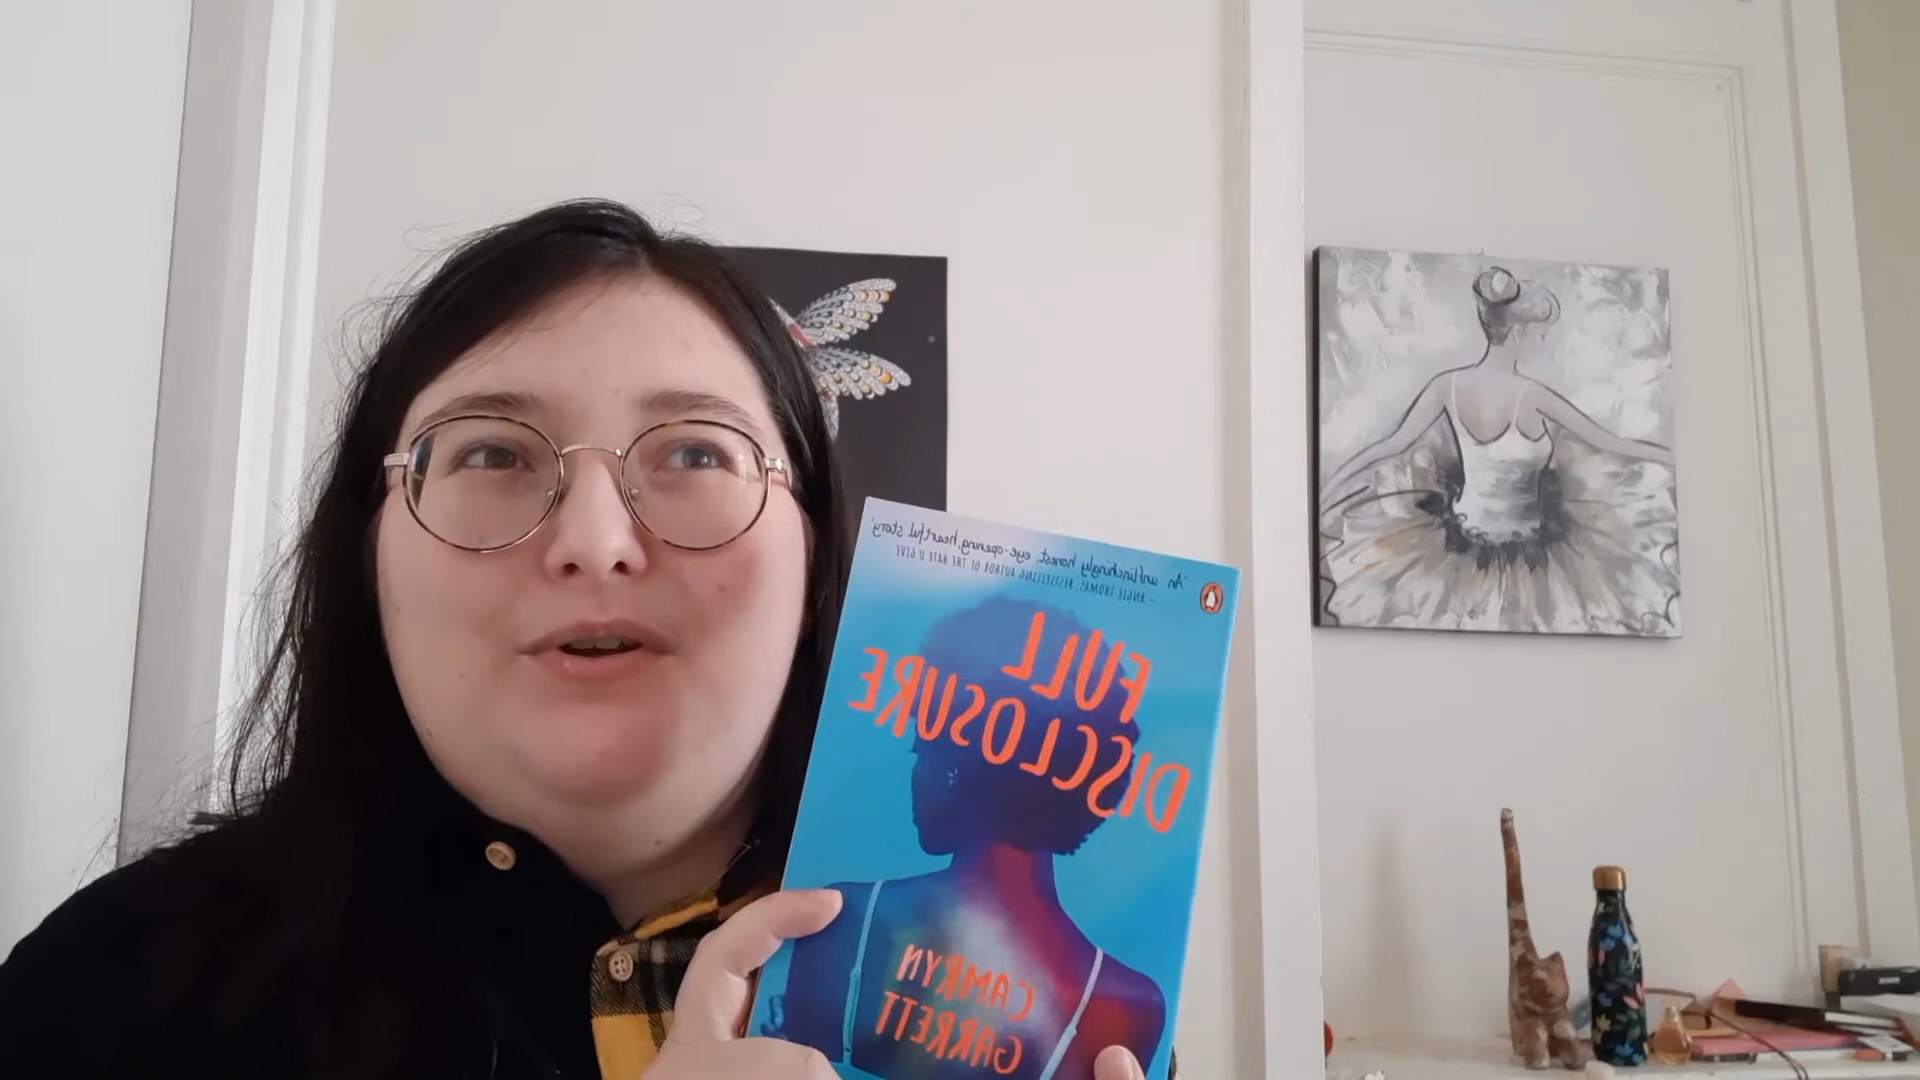 'An unflinchingly honest, eye-opening, heartful story'
– ANGIE THOMAS, BESTSELLING AUTHOR OF THE HATE U GIVE
FULL
DISCLOSURE
CAMRYN
GARRETT